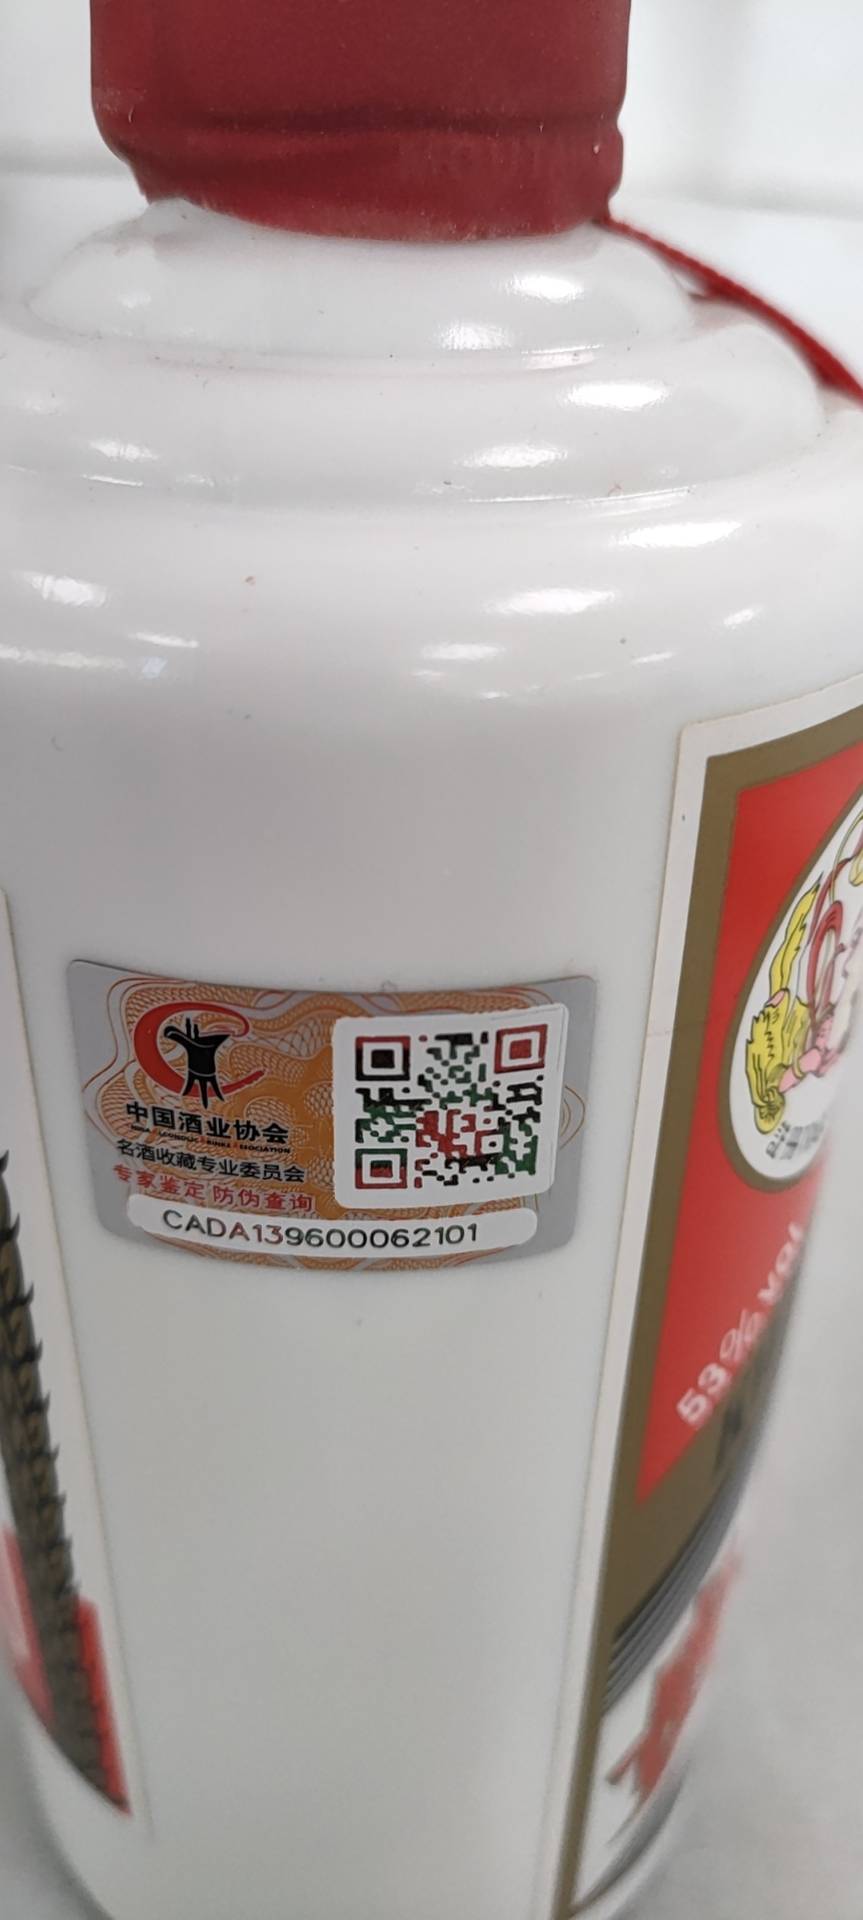 中国酒业协会
名酒收藏专业委员会
专家鉴定 防伪查询
CADA139600062101
53% vol